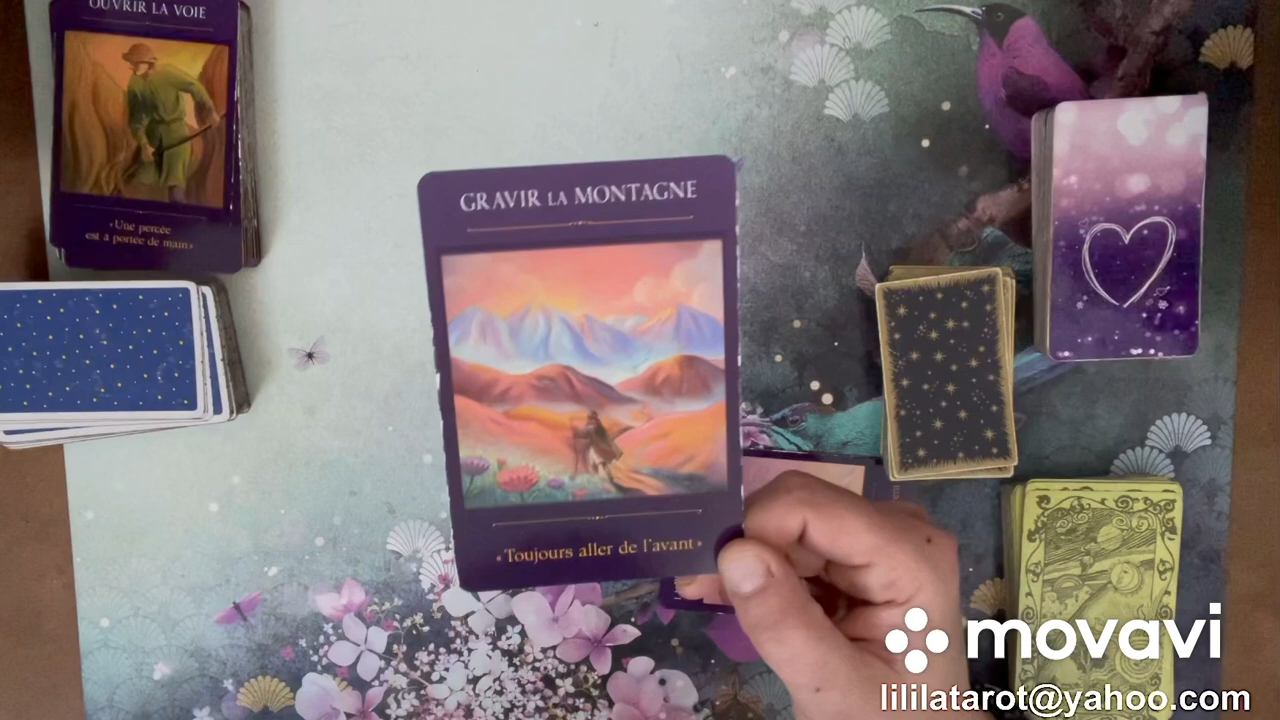 OUVRIR LA VOIE
«Une percée
est à portée de main»
GRAVIR LA MONTAGNE
«Toujours aller de l'avant»
movavi
lililatarot@yahoo.com